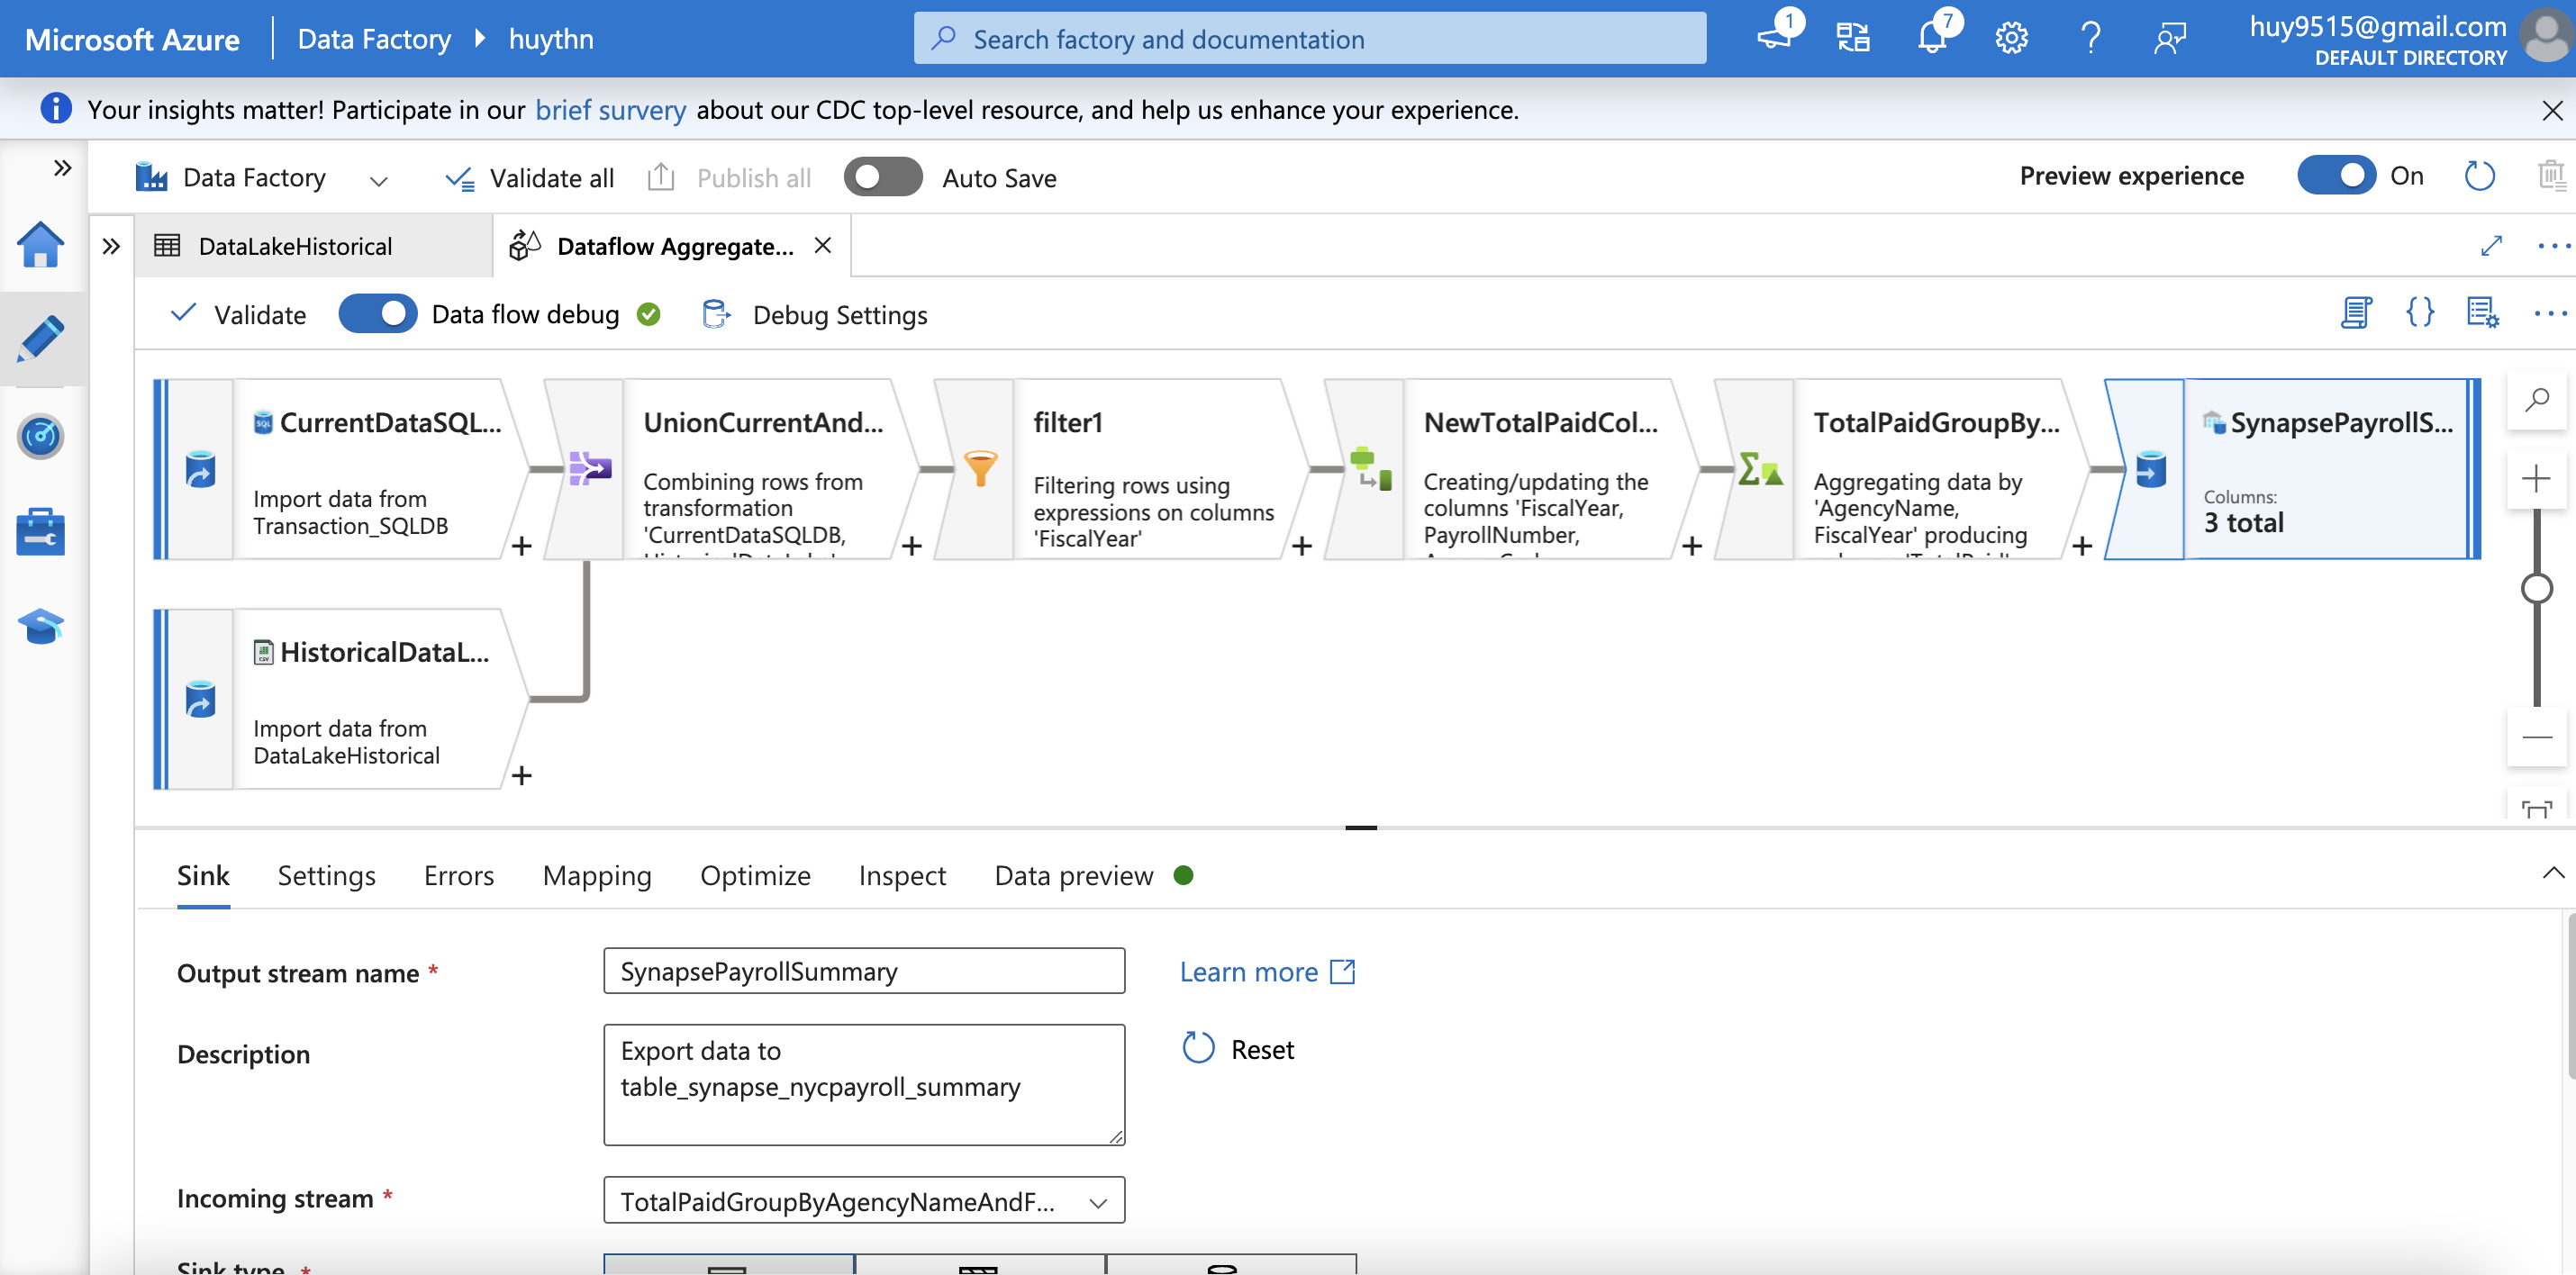 Microsoft Azure
Data Factory
huythn
Search factory and documentation
1
7
huy9515@gmail.com
DEFAULT DIRECTORY
Your insights matter! Participate in our brief survery about our CDC top-level resource, and help us enhance your experience.
Data Factory
Validate all
Publish all
Auto Save
Preview experience
On
DataLakeHistorical
Dataflow Aggregate...
Validate
Data flow debug
Debug Settings
SQL
CurrentDataSQL...
Import data from
Transaction_SQLDB
+
UnionCurrentAnd...
Combining rows from
transformation
'CurrentDataSQLDB,
+
filter1
Filtering rows using
expressions on columns
'FiscalYear'
+
NewTotalPaidCol...
Creating/updating the
columns 'FiscalYear,
PayrollNumber,
+
TotalPaidGroupBy...
Aggregating data by
'AgencyName,
FiscalYear' producing
+
SynapsePayrollS...
Columns:
3 total
HistoricalDataL...
Import data from
DataLakeHistorical
+
Sink
Settings
Errors
Mapping
Optimize
Inspect
Data preview
Output stream name *
SynapsePayrollSummary
Learn more
Description
Export data to
table_synapse_nycpayroll_summary
Reset
Incoming stream *
TotalPaidGroupByAgencyNameAndF...
Sink type *